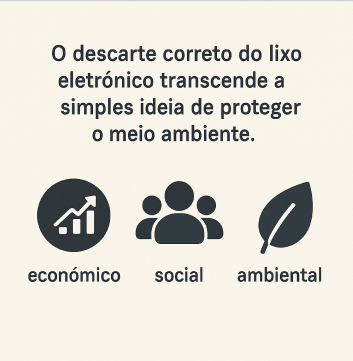 O descarte correto do lixo
eletrónico transcende a
simples ideia de proteger
o meio ambiente.
económico social ambiental